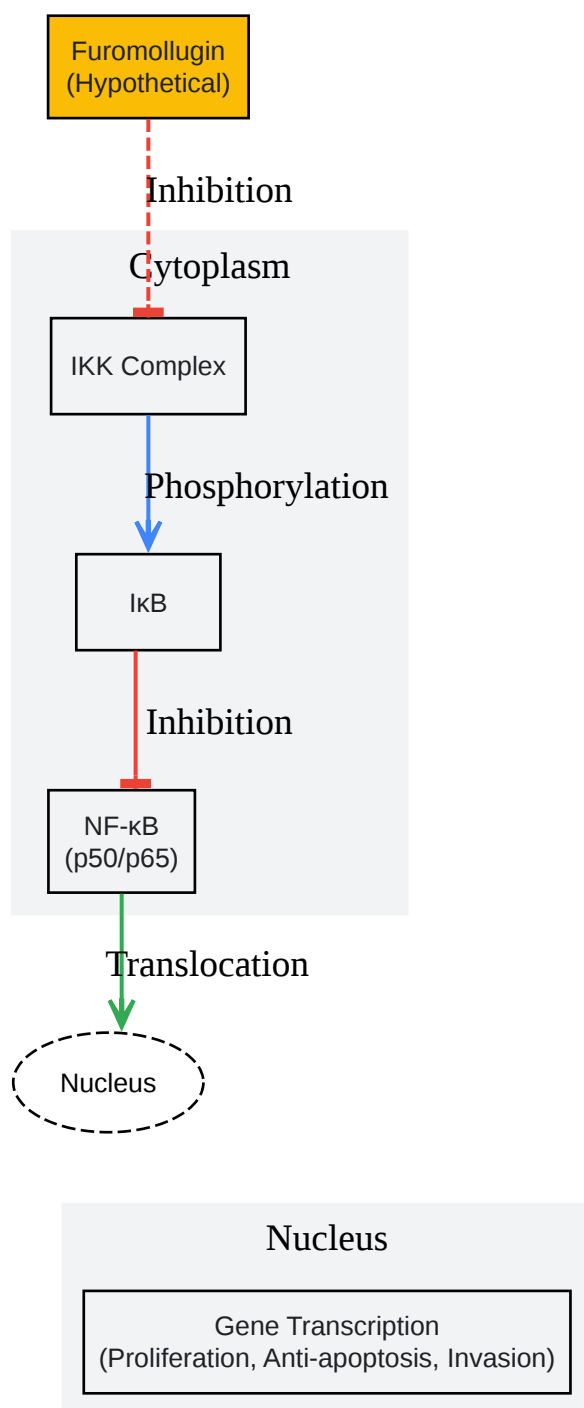 Furomollugin
(Hypothetical)
Inhibition
Cytoplasm
IKK Complex
Phosphorylation
IκB
Inhibition
NF-κB
(p50/p65)
Translocation
Nucleus
Nucleus
Gene Transcription
(Proliferation, Anti-apoptosis, Invasion)